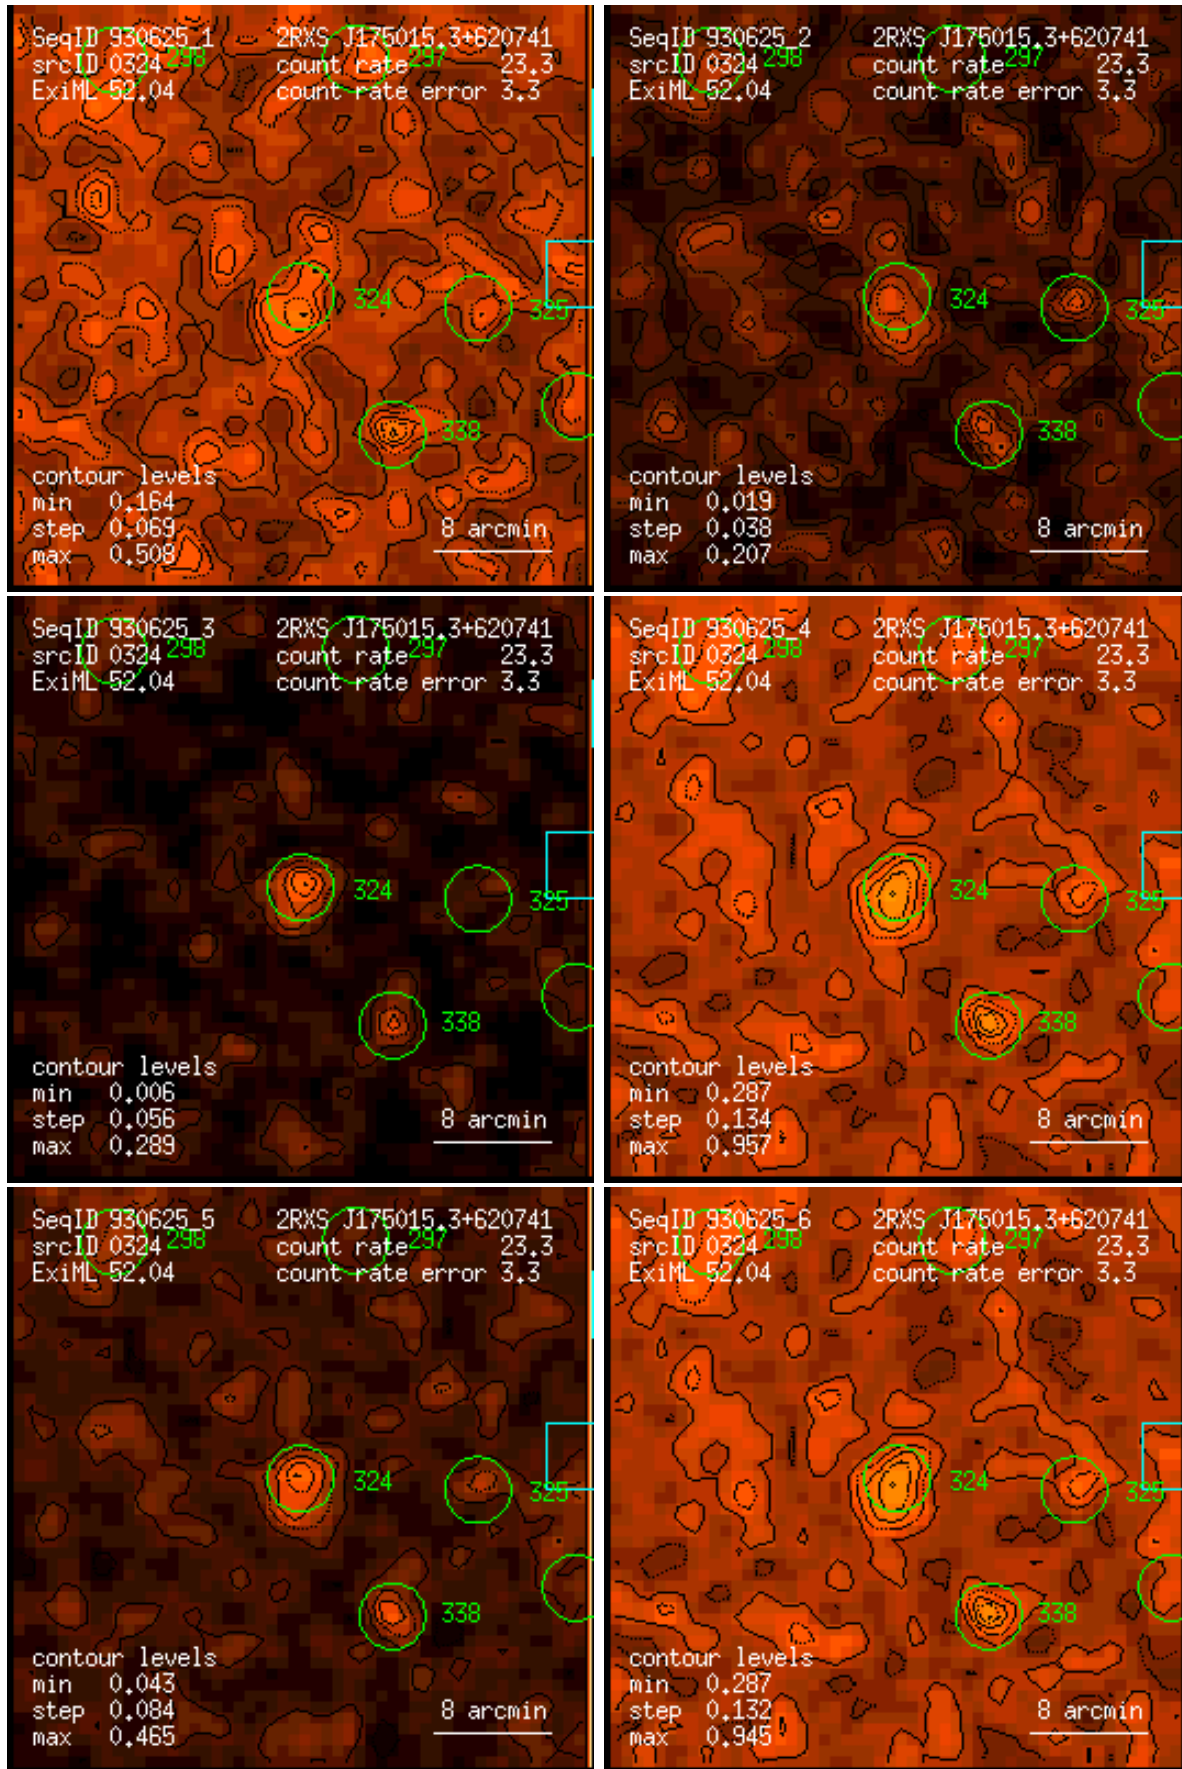 SeqID 930625_1 2RXS J175015.3+620741
srcID 0324 298 count rate 297 23.3
ExiML 52.04 count rate error 3.3
324
325
338
contour levels
min 0.164
step 0.069 8 arcmin
max 0.508
SeqID 930625_2 2RXS J175015.3+620741
srcID 0324 298 count rate 297 23.3
ExiML 52.04 count rate error 3.3
324
325
338
contour levels
min 0.019
step 0.038 8 arcmin
max 0.207
SeqID 930625_3 2RXS J175015.3+620741
srcID 0324 298 count rate 297 23.3
ExiML 52.04 count rate error 3.3
324
325
338
contour levels
min 0.006
step 0.056 8 arcmin
max 0.289
SeqID 930625_4 2RXS J175015.3+620741
srcID 0324 298 count rate 297 23.3
ExiML 52.04 count rate error 3.3
324
325
338
contour levels
min 0.287
step 0.134 8 arcmin
max 0.957
SeqID 930625_5 2RXS J175015.3+620741
srcID 0324 298 count rate 297 23.3
ExiML 52.04 count rate error 3.3
324
325
338
contour levels
min 0.043
step 0.084 8 arcmin
max 0.465
SeqID 930625_6 2RXS J175015.3+620741
srcID 0324 298 count rate 297 23.3
ExiML 52.04 count rate error 3.3
324
325
338
contour levels
min 0.287
step 0.132 8 arcmin
max 0.945